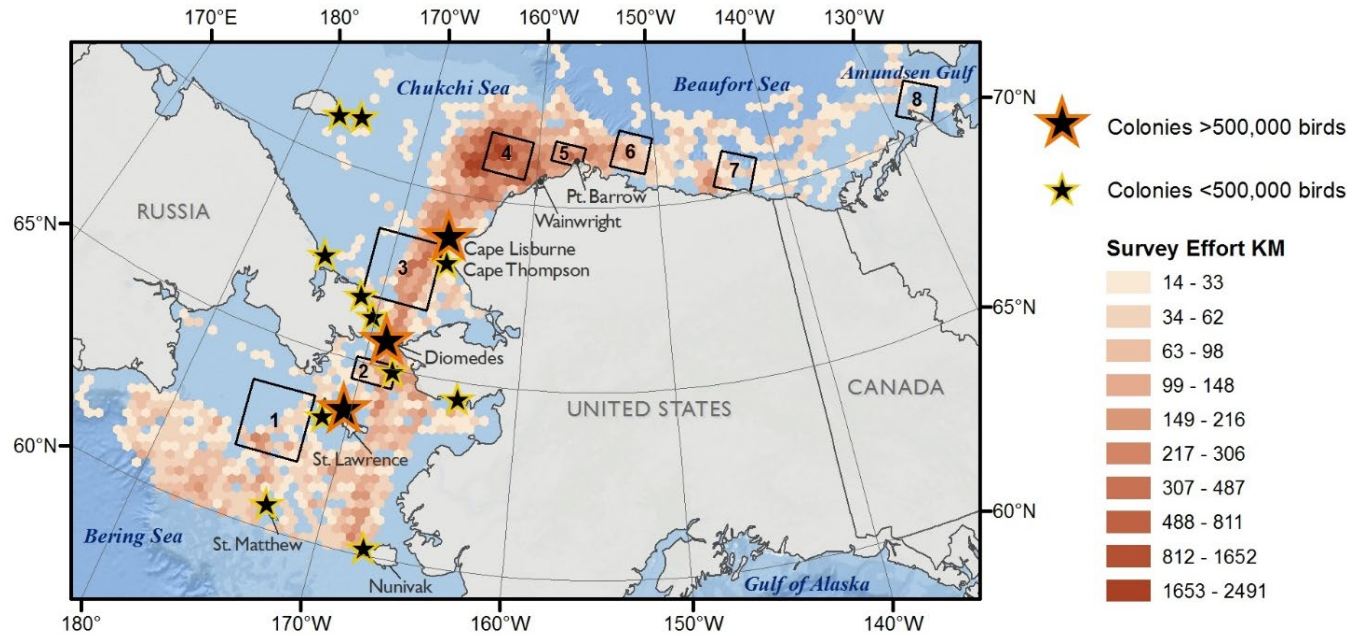 170°E 180° 170°W 160°W 150°W 140°W 130°W
Chukchi Sea
Beaufort Sea
Amundsen Gulf
8
70°N
4
5
6
7
Pt. Barrow
Wainwright
65°N
RUSSIA
Cape Lisburne
Cape Thompson
3
65°N
Diomedes
2
UNITED STATES
CANADA
1
60°N
St. Lawrence
60°N
Bering Sea
St. Matthew
Nunivak
Gulf of Alaska
180° 170°W 160°W 150°W 140°W
Colonies >500,000 birds
Colonies <500,000 birds
Survey Effort KM
14 - 33
34 - 62
63 - 98
99 - 148
149 - 216
217 - 306
307 - 487
488 - 811
812 - 1652
1653 - 2491